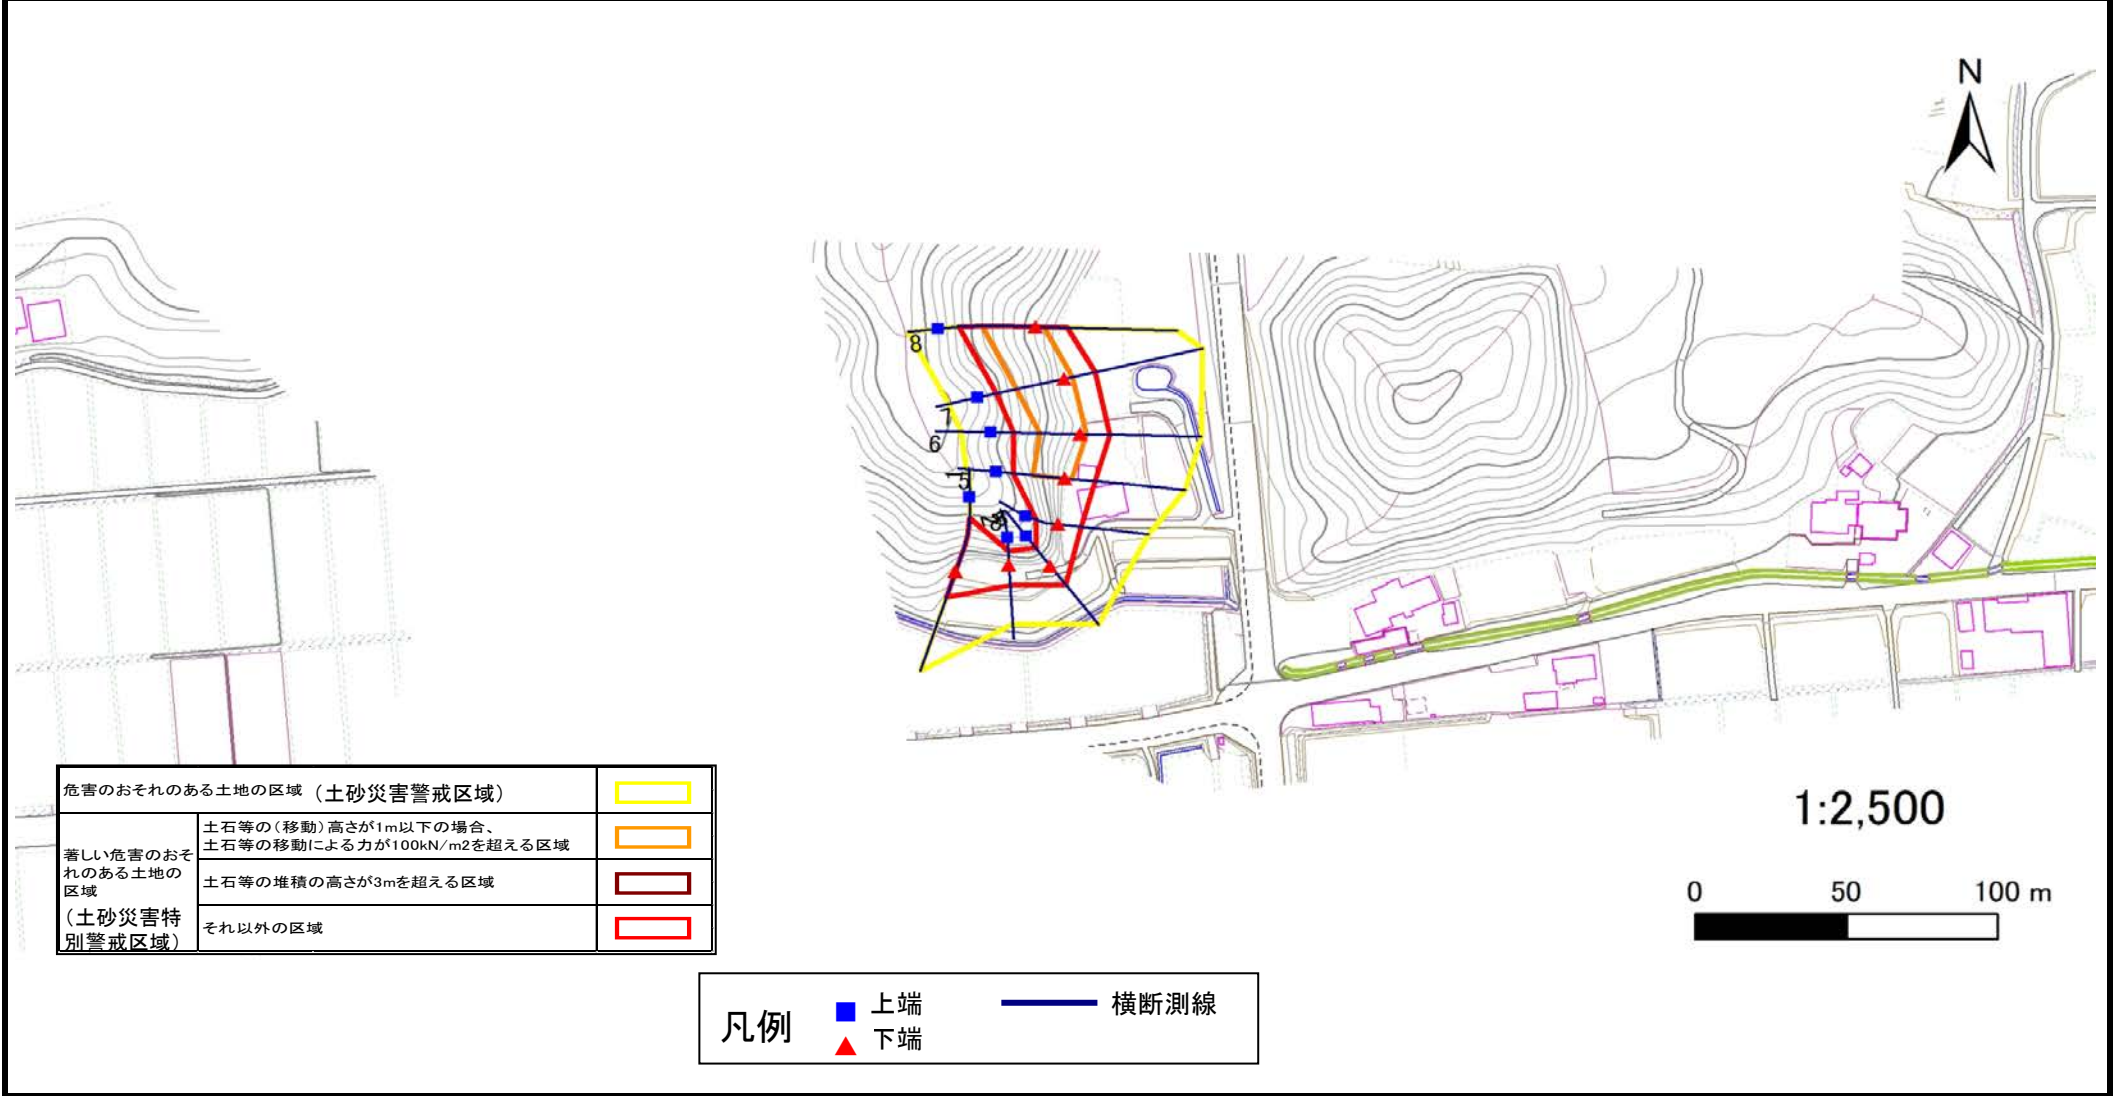 N
8
7
6
1
5
危害のおそれのある土地の区域 (土砂災害警戒区域)
著しい危害のおそ
れのある土地の
区域
(土砂災害特
別警戒区域)
土石等の(移動)高さが1m以下の場合、
土石等の移動による力が100kN/m2を超える区域
土石等の堆積の高さが3mを超える区域
それ以外の区域
1:2,500
0 50 100 m
凡例
上端
下端
横断測線